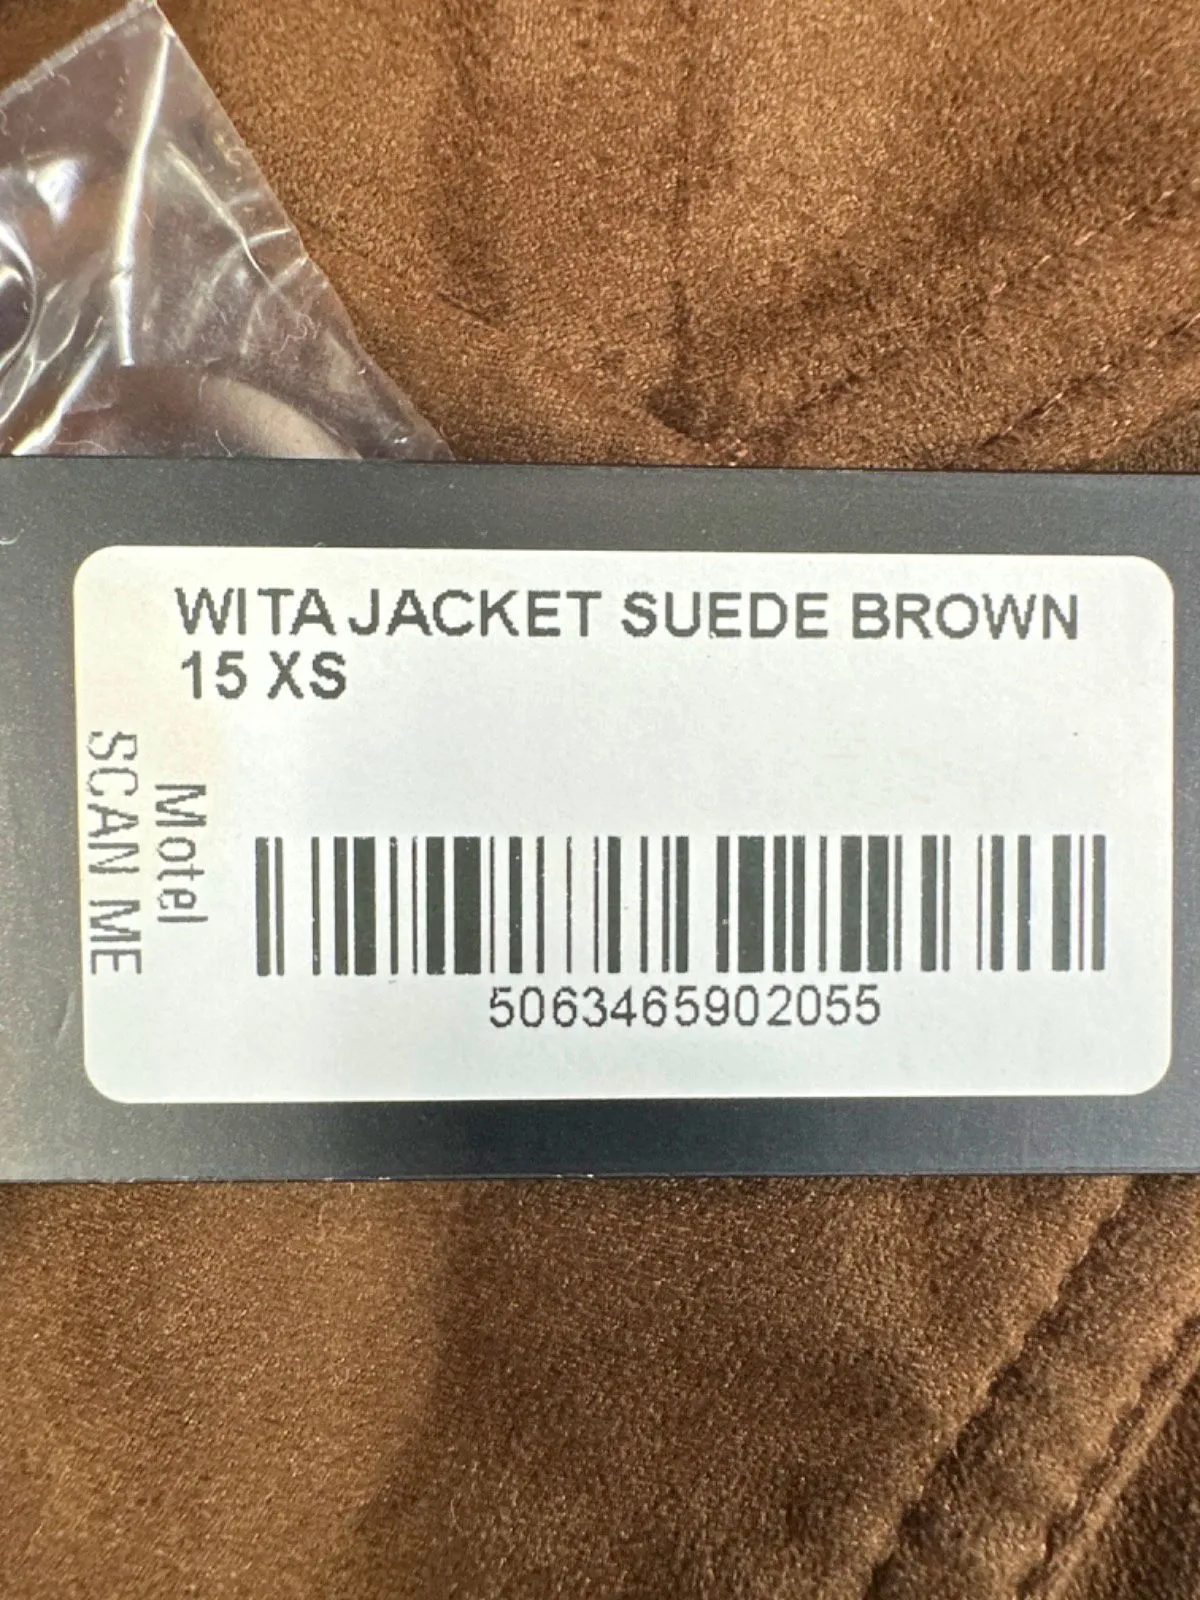 WITA JACKET SUEDE BROWN
15 XS
Motel
SCAN ME
5063465902055